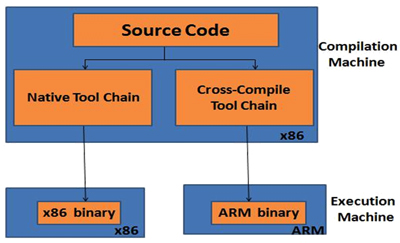 Source Code
Compilation
Machine
Native Tool Chain
Cross-Compile
Tool Chain
x86
x86 binary
x86
ARM binary
ARM
Execution
Machine